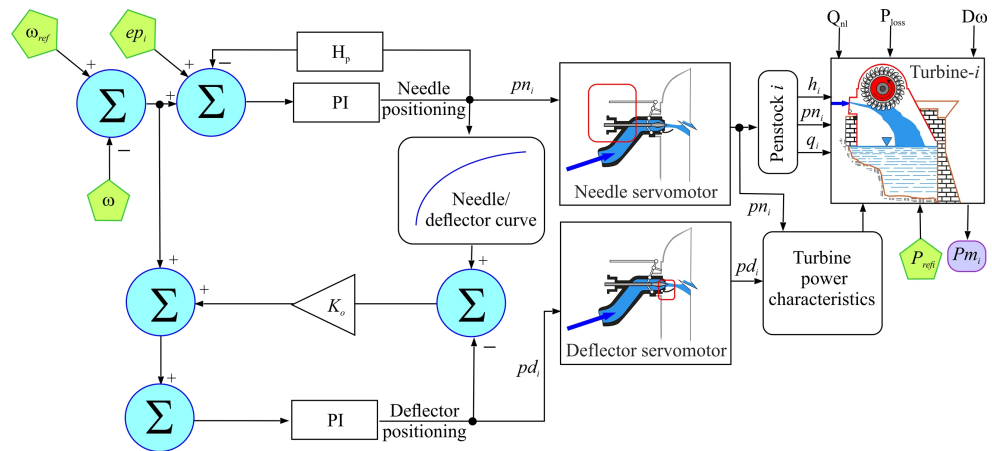 Q_nl P_loss Dω
ω_ref ep_i
+ + + + −
H_p
Σ Σ
PI
Needle
positioning
pn_i
Needle servomotor
Penstock i
h_i
pn_i
q_i
Turbine-i
−
ω
Needle/
deflector curve
pn_i
P_refi
Pm_i
+ + +
Σ
K_o
Σ
−
pd_i
Deflector servomotor
pd_i
Turbine
power
characteristics
+
Σ
PI
Deflector
positioning